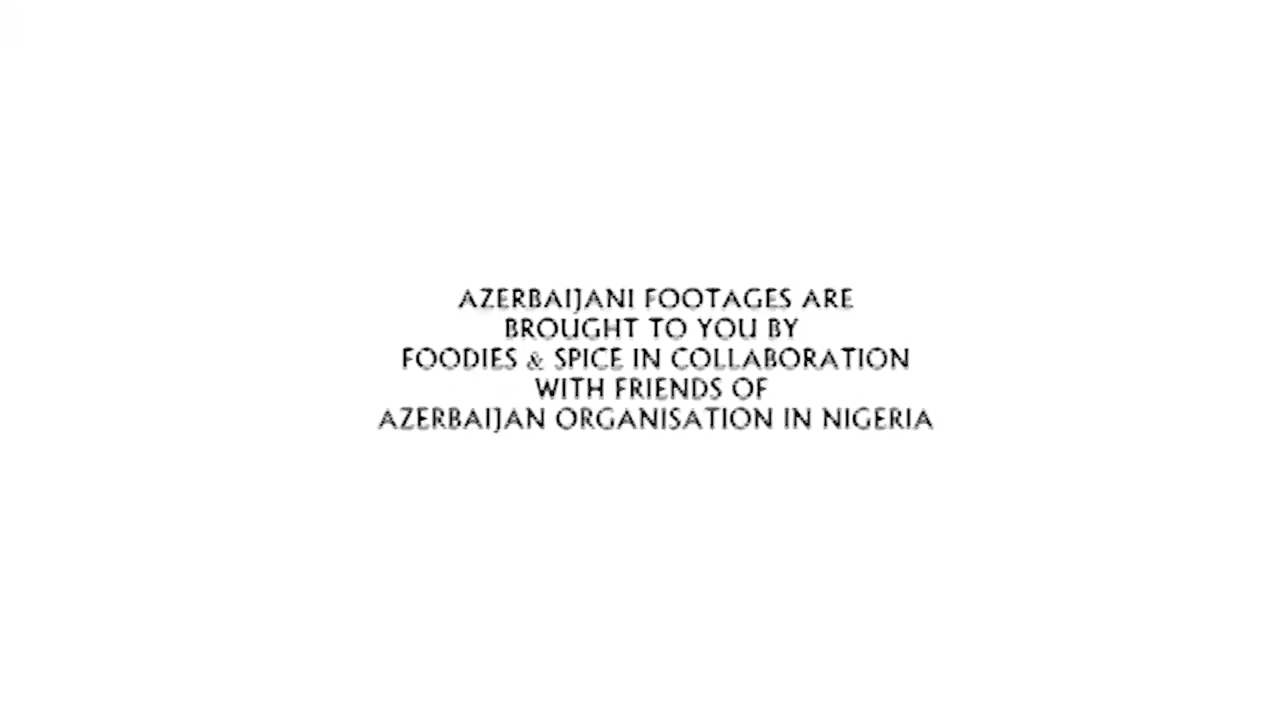 AZERBAIJANI FOOTAGES ARE
BROUGHT TO YOU BY
FOODIES & SPICE IN COLLABORATION
WITH FRIENDS OF
AZERBAIJAN ORGANISATION IN NIGERIA